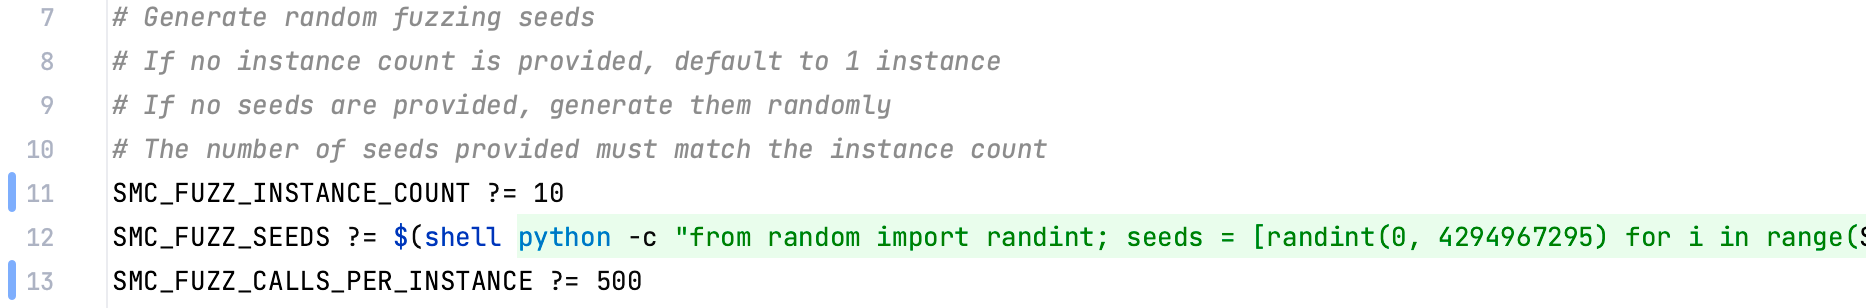 7 # Generate random fuzzing seeds
8 # If no instance count is provided, default to 1 instance
9 # If no seeds are provided, generate them randomly
10 # The number of seeds provided must match the instance count
11 SMC_FUZZ_INSTANCE_COUNT ?= 10
12 SMC_FUZZ_SEEDS ?= $(shell python -c "from random import randint; seeds = [randint(0, 4294967295) for i in range(
13 SMC_FUZZ_CALLS_PER_INSTANCE ?= 500